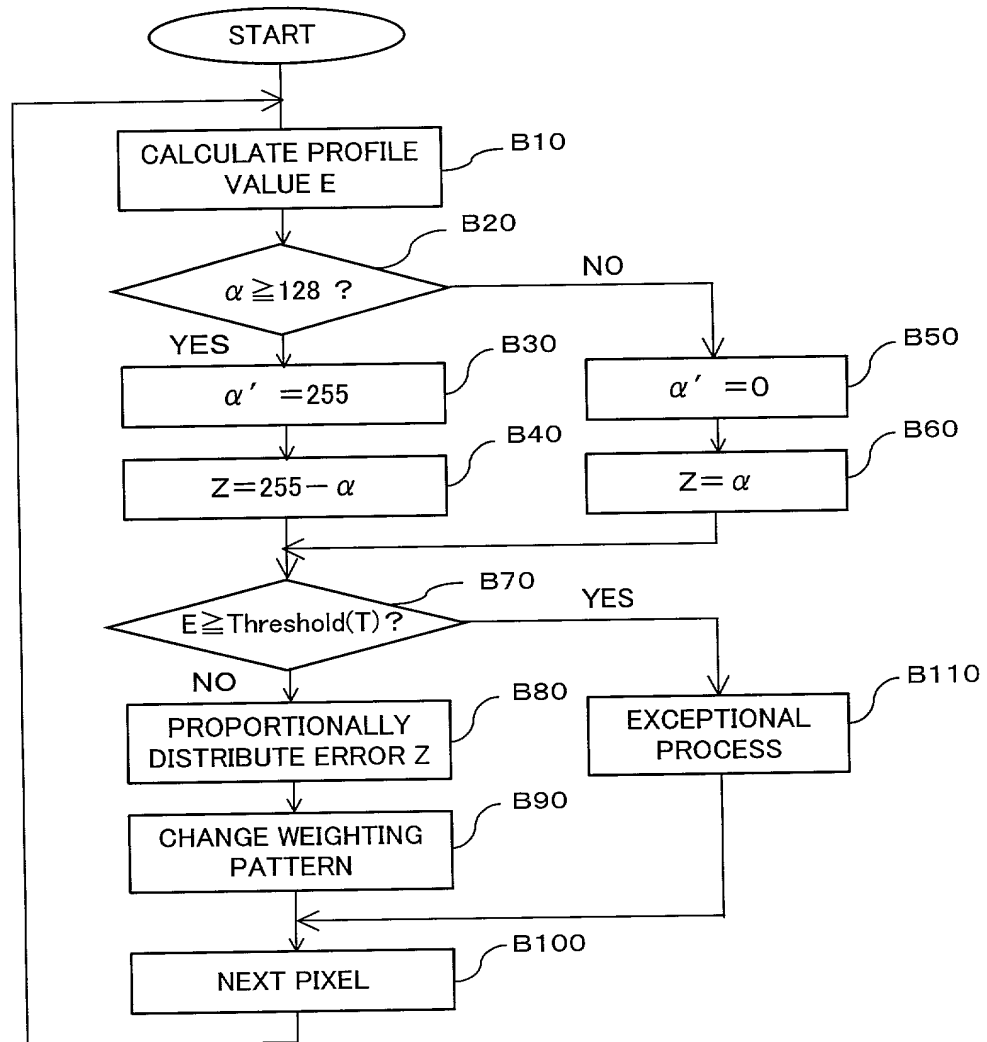 START
CALCULATE PROFILE
VALUE E
B10
B20
α≧128 ?
NO
YES
B30
α′ =255
B50
α′ =0
B40
Z=255-α
B60
Z=α
B70
E≧Threshold(T)?
YES
NO
B80
PROPORTIONALLY
DISTRIBUTE ERROR Z
B110
EXCEPTIONAL
PROCESS
B90
CHANGE WEIGHTING
PATTERN
B100
NEXT PIXEL